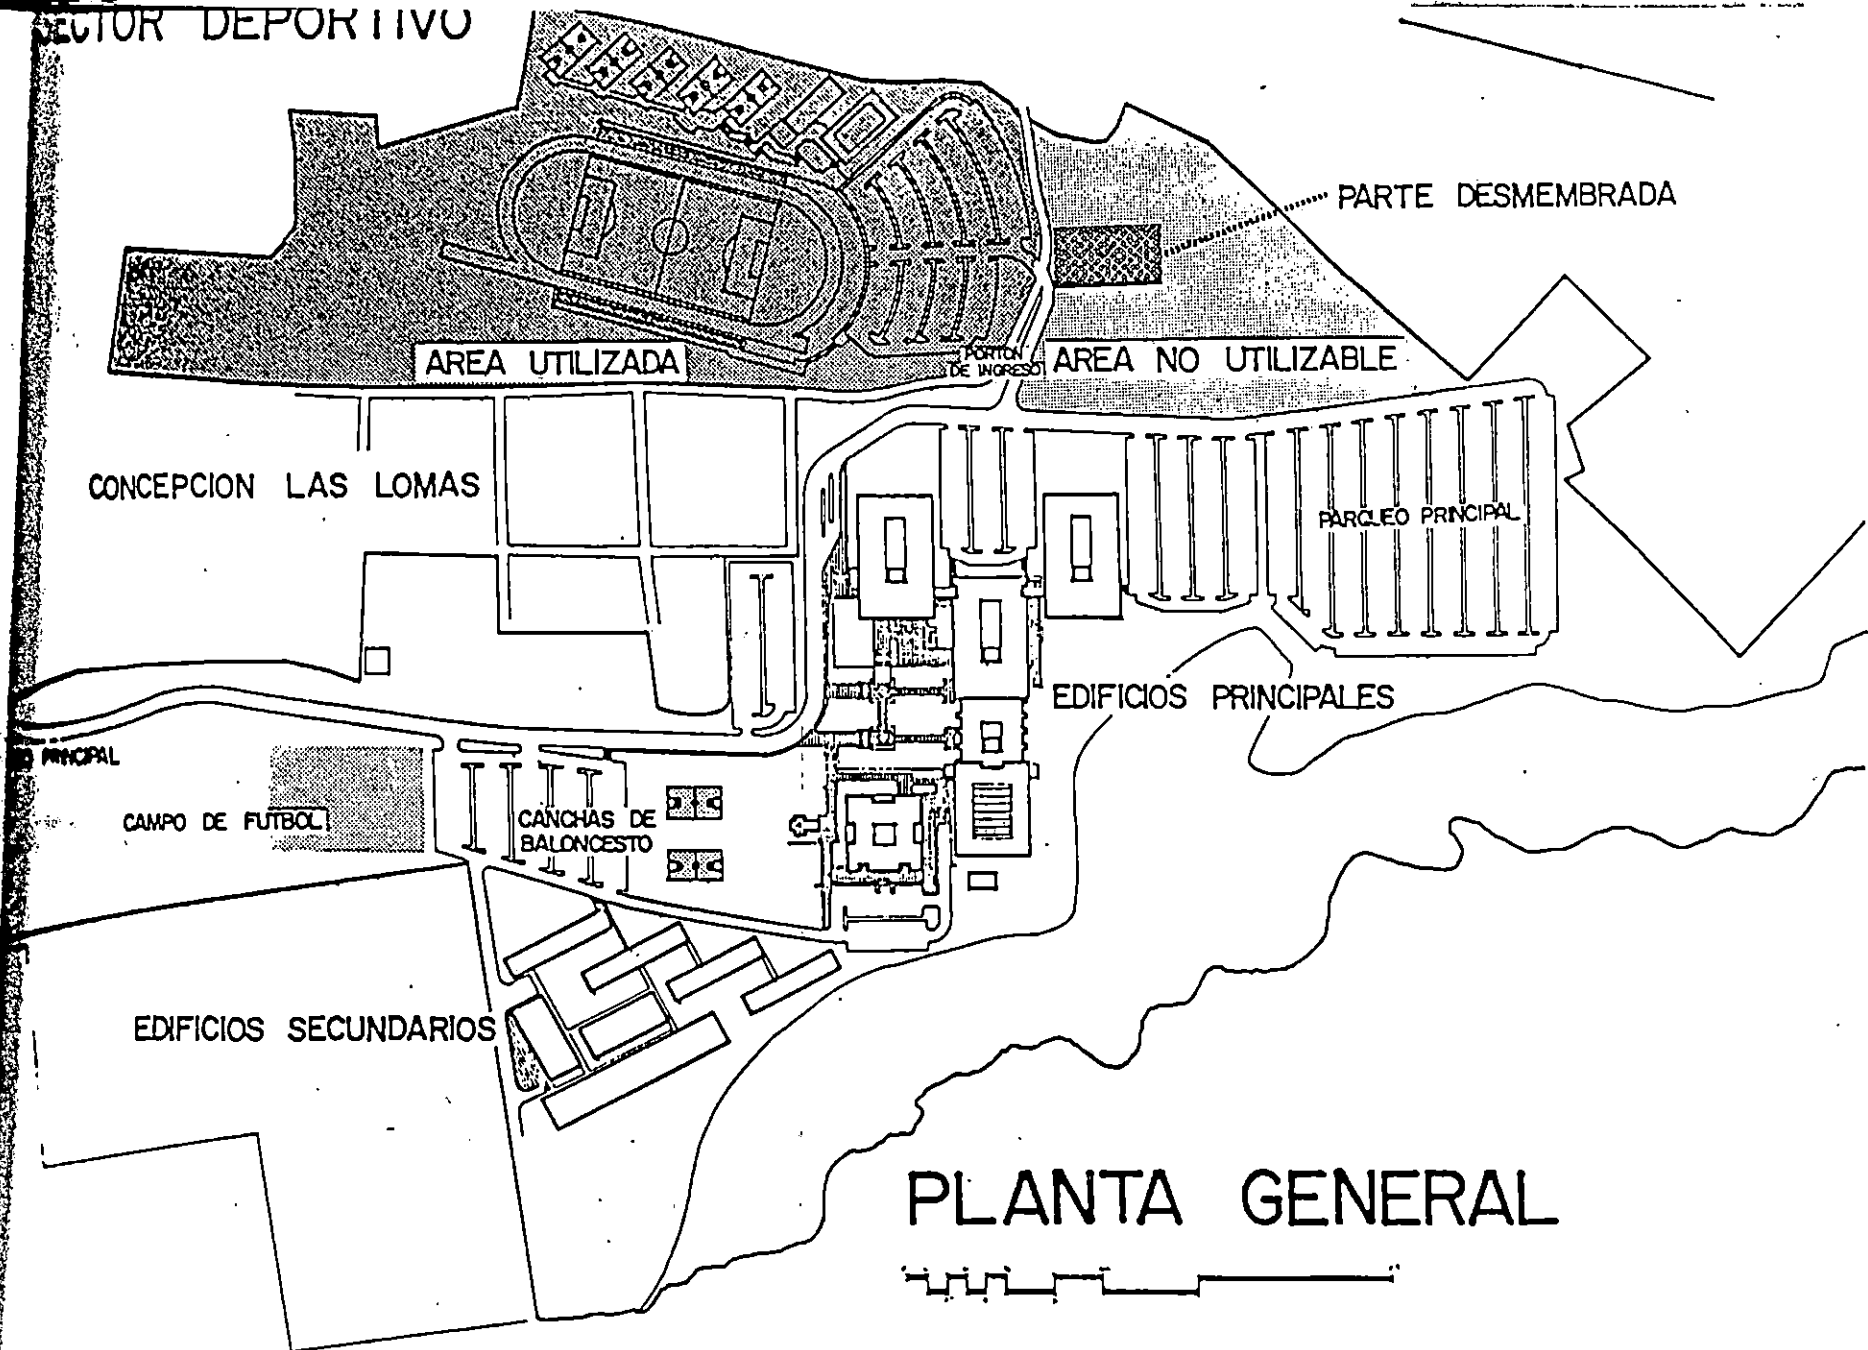 SECTOR DEPORTIVO
PARTE DESMEMBRADA
AREA UTILIZADA
PORTON
DE INGRESO
AREA NO UTILIZABLE
CONCEPCION LAS LOMAS
PARQUEO PRINCIPAL
EDIFICIOS PRINCIPALES
PRINCIPAL
CAMPO DE FUTBOL
CANCHAS DE
BALONCESTO
EDIFICIOS SECUNDARIOS
PLANTA GENERAL